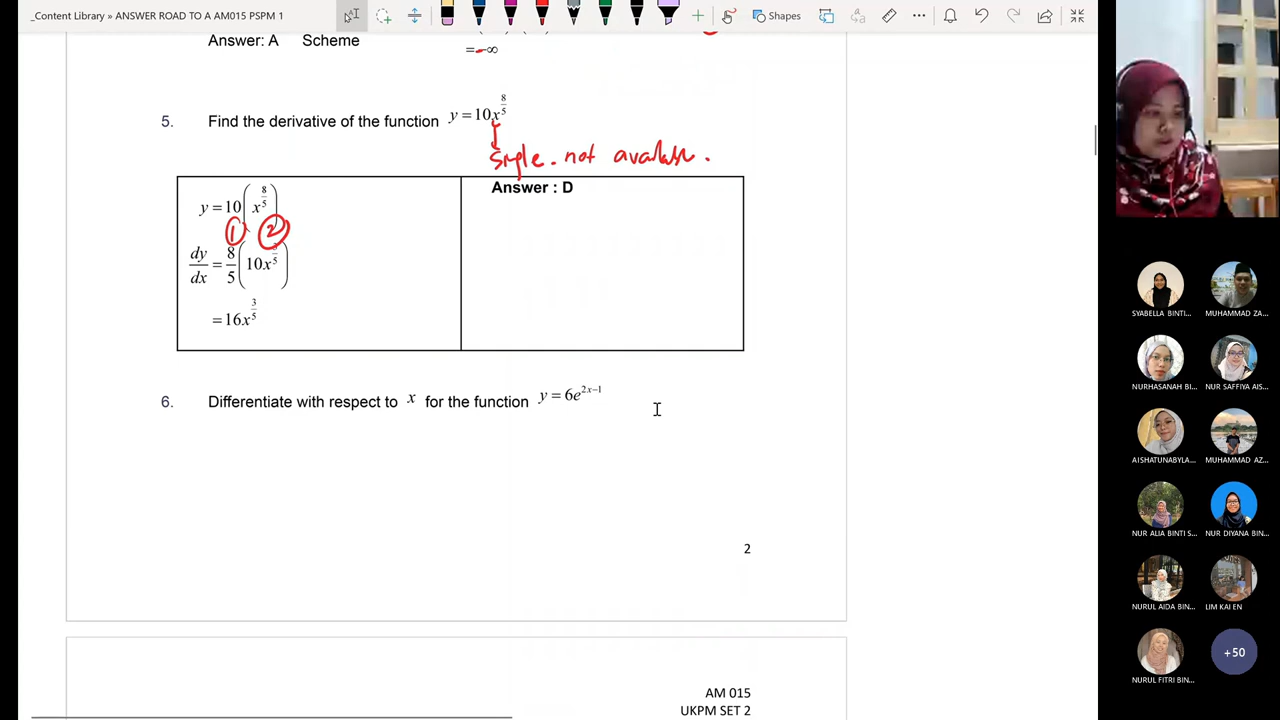 _Content Library » ANSWER ROAD TO A AM015 PSPM 1
Shapes
Answer: A Scheme
=-∞
5. Find the derivative of the function y = 10x^{8/5}
not available.
Answer : D
y = 10(x^{8/5})
1 2
dy/dx = 8/5(10x^{3/5})
= 16x^{3/5}
6. Differentiate with respect to x for the function y = 6e^{2x−1}
2
AM 015
UKPM SET 2
SYABELLA BINTI...
MUHAMMAD ZA...
NURHASANAH BI...
NUR SAFFIYA AIS...
AISHATUNABYLA...
MUHAMMAD AZ...
NUR ALIA BINTI S...
NUR DIYANA BIN...
NURUL AIDA BIN...
LIM KAI EN
NURUL FITRI BIN...
+50